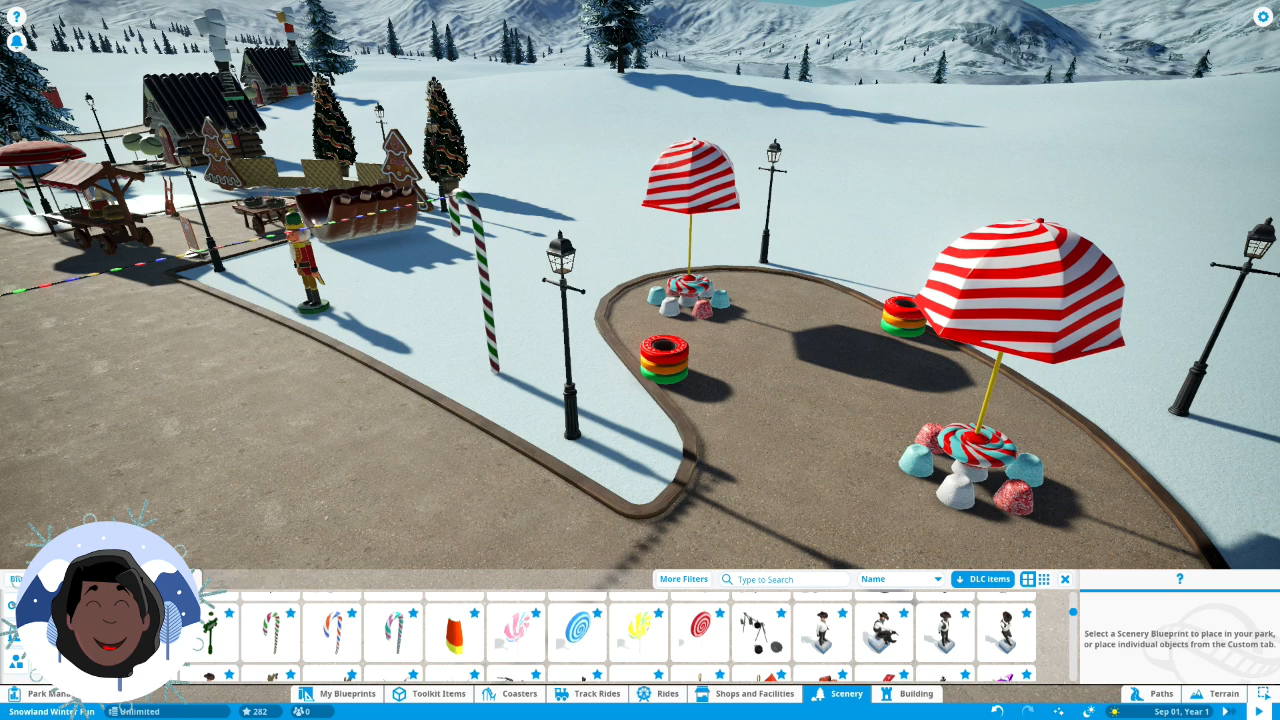 ?
Blu
More Filters
Type to Search
Name
DLC items
?
Select a Scenery Blueprint to place in your park,
or place individual objects from the Custom tab.
My Blueprints
Toolkit Items
Coasters
Track Rides
Rides
Shops and Facilities
Scenery
Building
Paths
Terrain
Snowland Winter Fun
Unlimited
282
0
Sep 01, Year 1